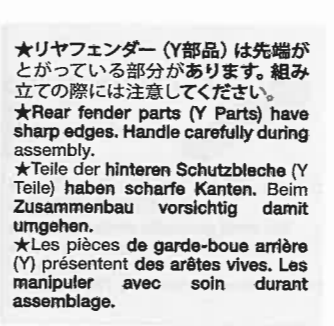 ★リヤフェンダー（Y部品）は先端が
とがっている部分があります。組み
立ての際には注意してください。
★Rear fender parts (Y Parts) have
sharp edges. Handle carefully during
assembly.
★Teile der hinteren Schutzbleche (Y
Teile) haben scharfe Kanten. Beim
Zusammenbau vorsichtig damit
umgehen.
★Les pièces de garde-boue arrière
(Y) présentent des arêtes vives. Les
manipuler avec soin durant
assemblage.